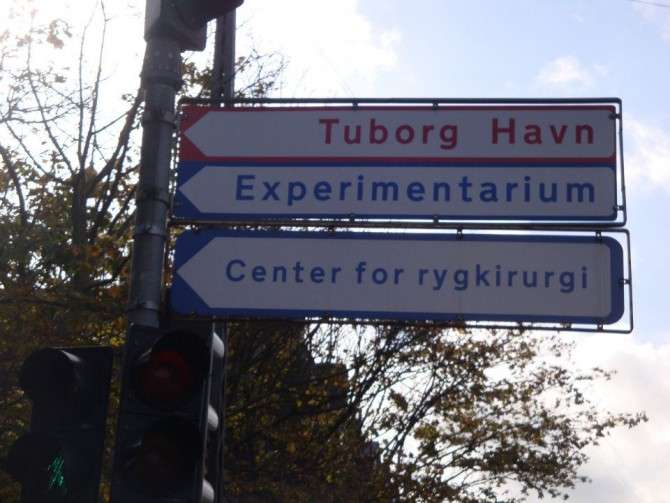 Tuborg Havn
Experimentarium
Center for rygkirurgi